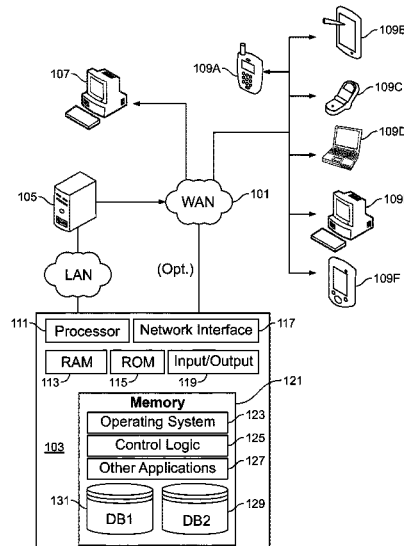 109B
107
109A
109C
109D
105
WAN
101
109
LAN
(Opt.)
109F
111
Processor
Network Interface
117
RAM
ROM
Input/Output
113
115
119
121
Memory
Operating System
123
Control Logic
125
103
Other Applications
127
131
DB1
DB2
129